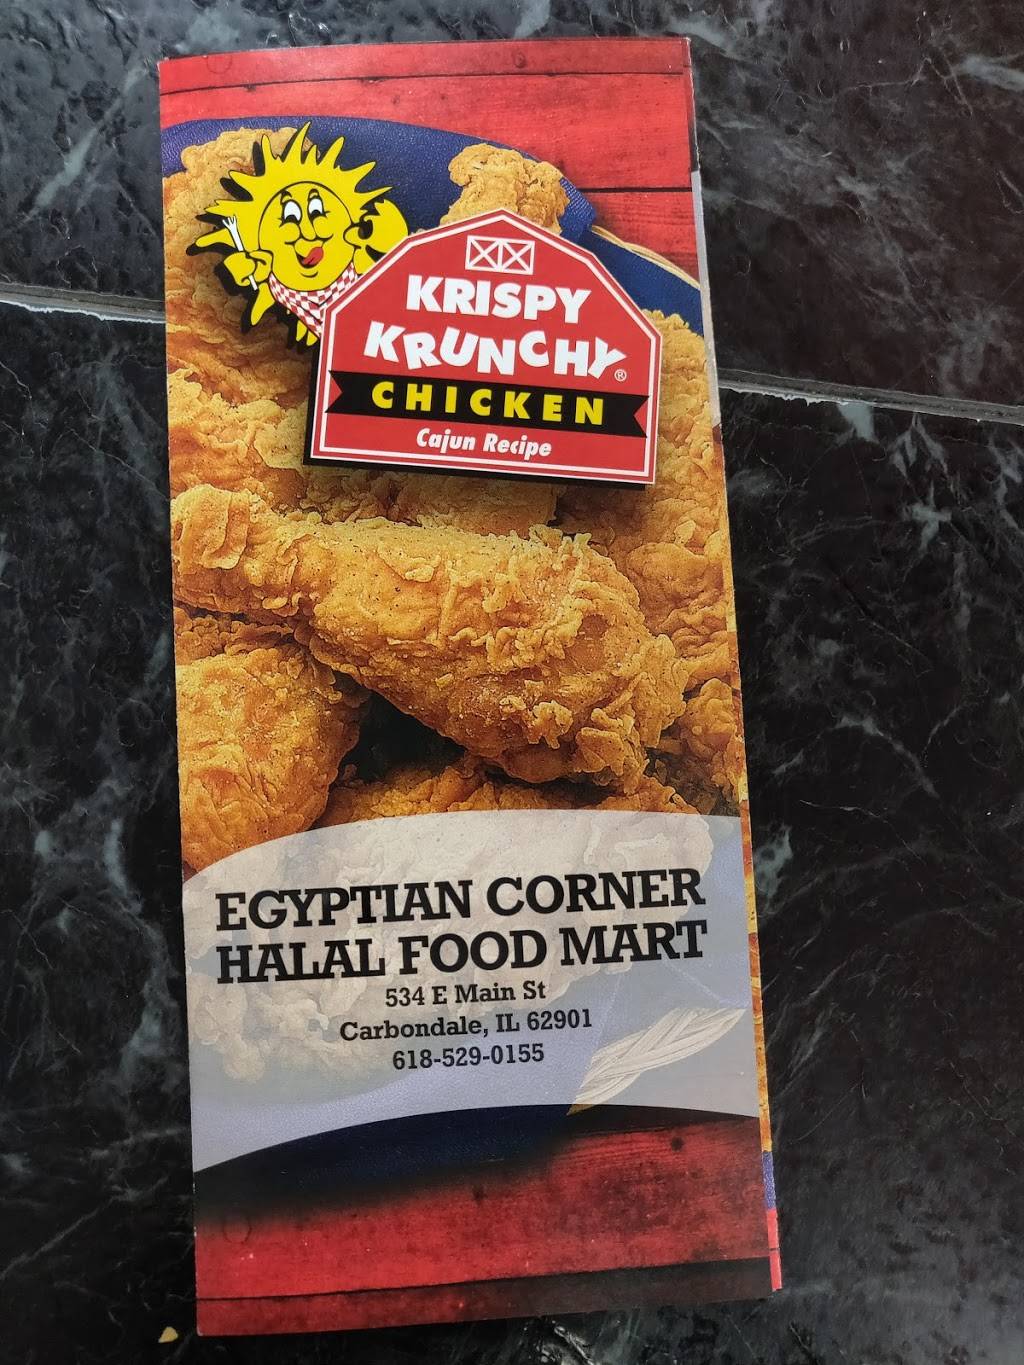 KRISPY
KRUNCHY®
CHICKEN
Cajun Recipe
EGYPTIAN CORNER
HALAL FOOD MART
534 E Main St
Carbondale, IL 62901
618-529-0155